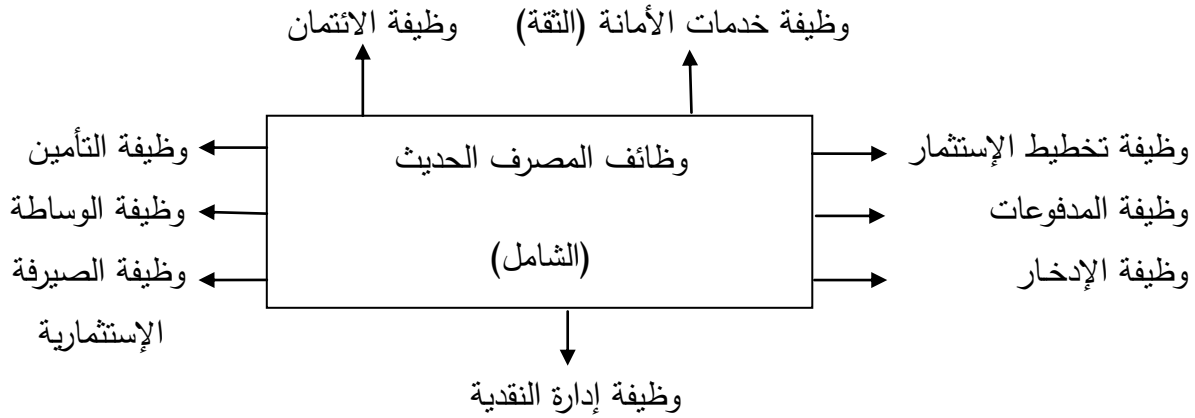 وظيفة خدمات الأمانة (الثقة)
وظيفة الائتمان
وظائف المصرف الحديث
(الشامل)
وظيفة تخطيط الإستثمار
وظيفة المدفوعات
وظيفة الإدخار
وظيفة التأمين
وظيفة الوساطة
وظيفة الصيرفة
الإستثمارية
وظيفة إدارة النقدية